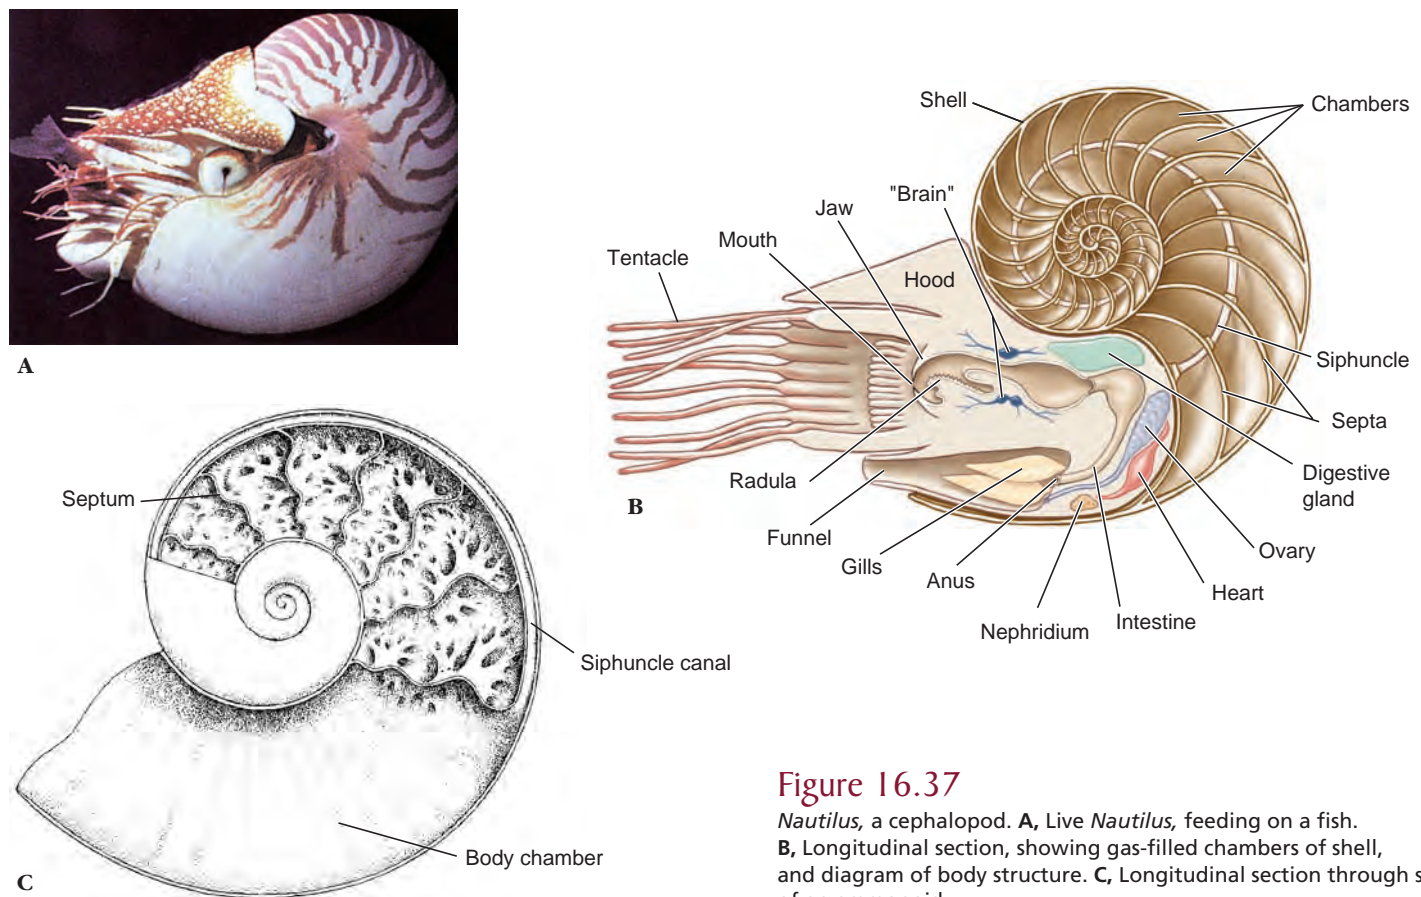 A
Shell
Chambers
"Brain"
Jaw
Mouth
Tentacle
Hood
Siphuncle
Septa
Digestive
gland
Radula
B
Funnel
Gills
Anus
Ovary
Heart
Intestine
Nephridium
Septum
Siphuncle canal
Body chamber
C
Figure 16.37
Nautilus, a cephalopod. A, Live Nautilus, feeding on a fish.
B, Longitudinal section, showing gas-filled chambers of shell,
and diagram of body structure. C, Longitudinal section through